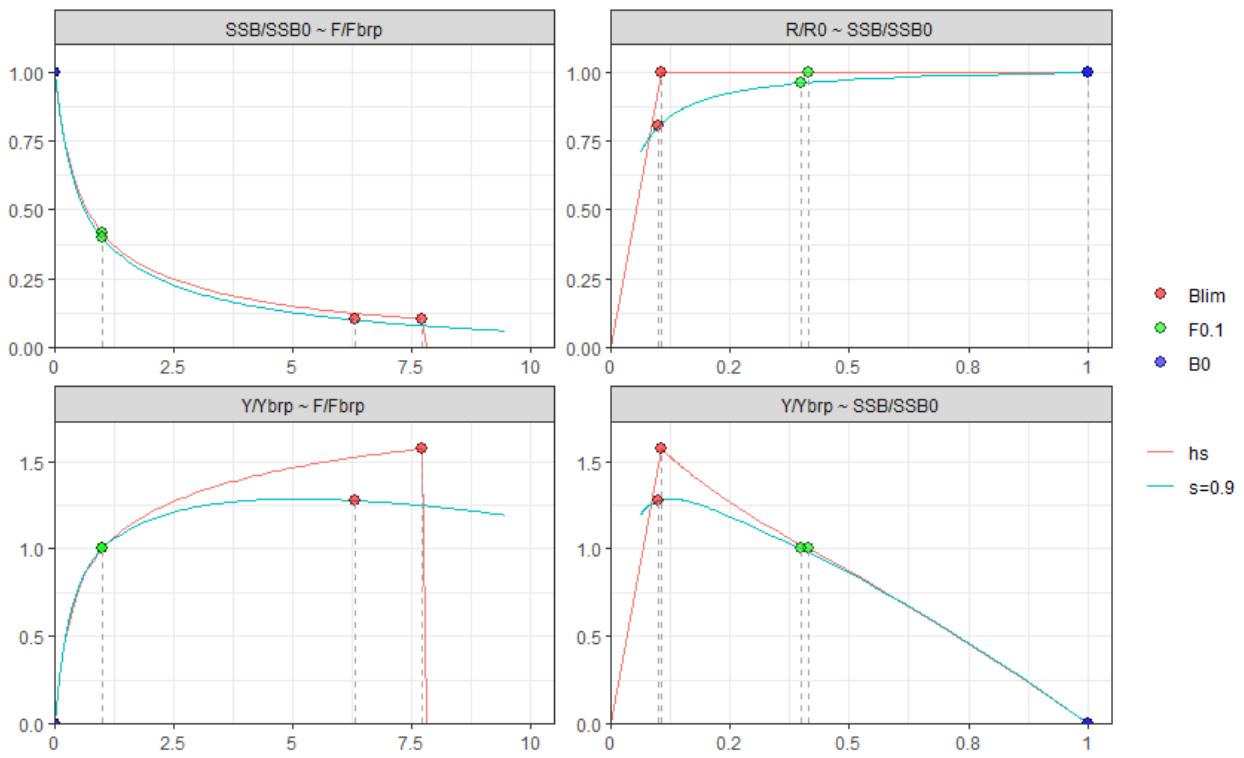 SSB/SSB0 ~ F/Fbrp
R/R0 ~ SSB/SSB0
1.00
0.75
0.50
0.25
0.00
0 2.5 5 7.5 10
1.00
0.75
0.50
0.25
0.00
0 0.2 0.5 0.8 1
Y/Ybrp ~ F/Fbrp
Y/Ybrp ~ SSB/SSB0
1.5
1.0
0.5
0.0
0 2.5 5 7.5 10
1.5
1.0
0.5
0.0
0 0.2 0.5 0.8 1
Blim
F0.1
B0
hs
s=0.9